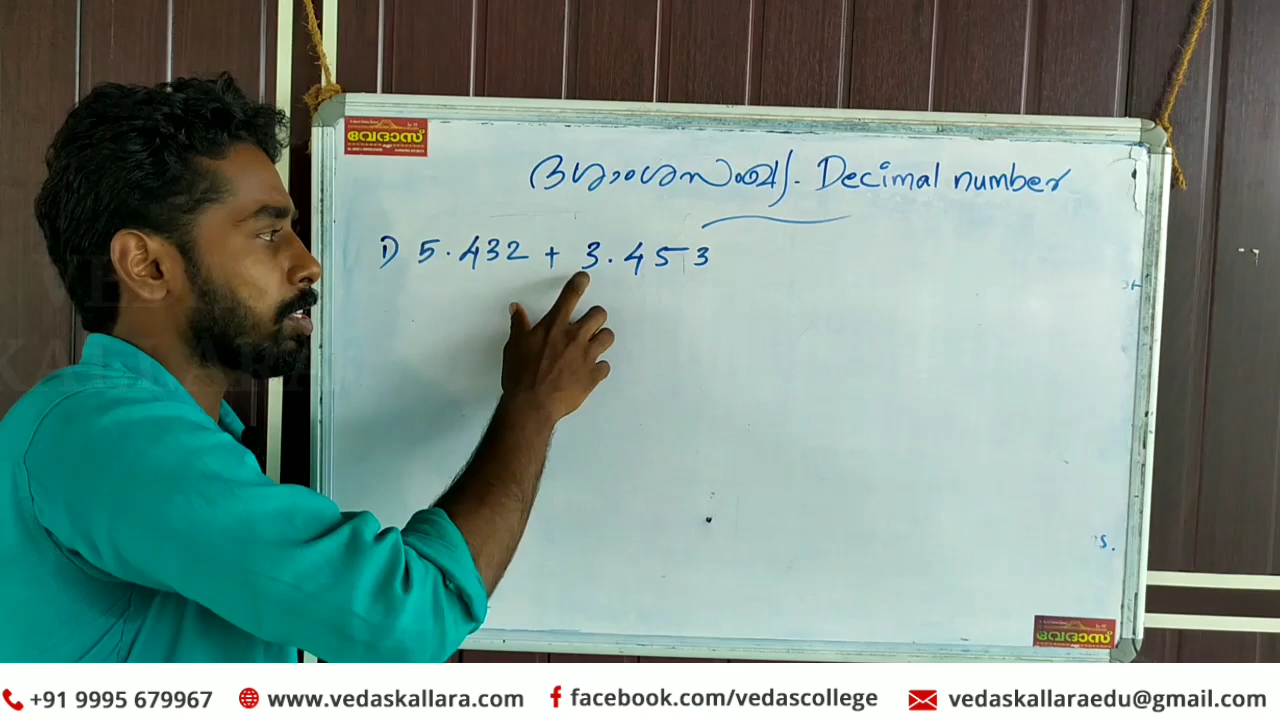 വേദാസ്
ദശാംശസംഖ്യ - Decimal number
1) 5.432 + 3.453
വേദാസ്
+91 9995 679967 www.vedaskallara.com facebook.com/vedascollege vedaskallaraedu@gmail.com